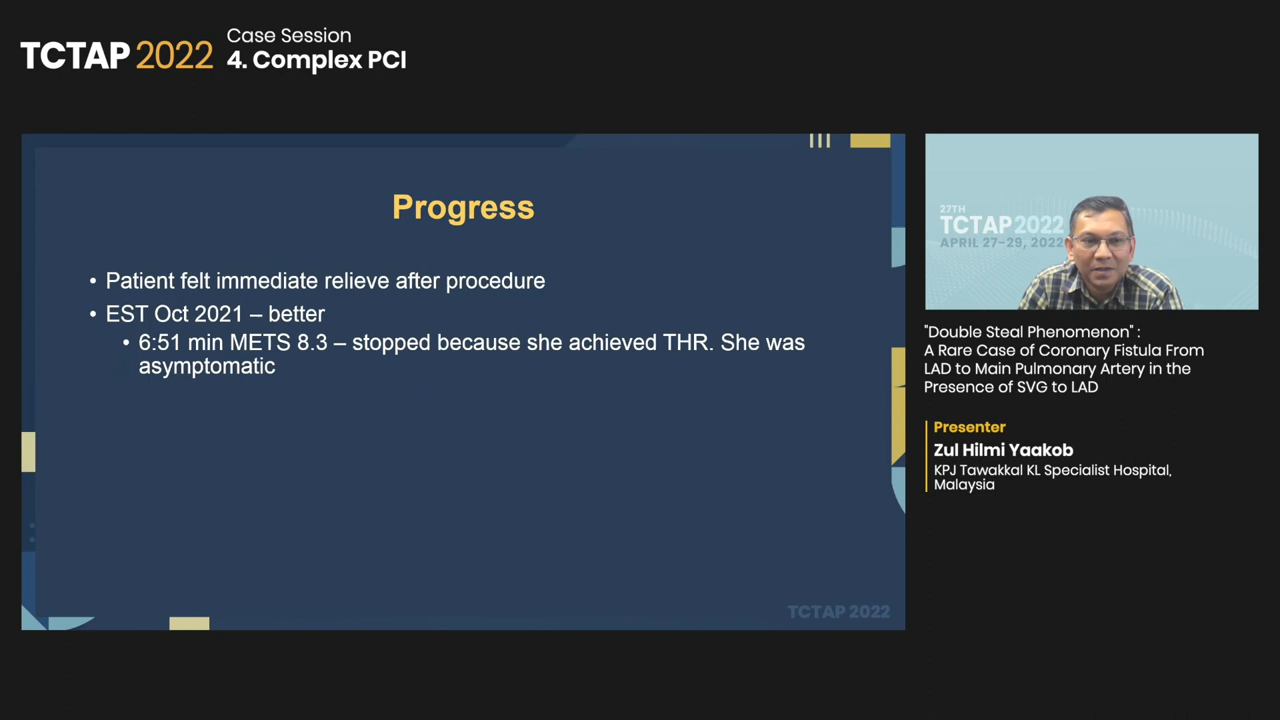 TCTAP 2022
Case Session
4. Complex PCI
Progress
• Patient felt immediate relieve after procedure
• EST Oct 2021 – better
• 6:51 min METS 8.3 – stopped because she achieved THR. She was
asymptomatic
TCTAP 2022
27TH
TCTAP 2022
APRIL 27-29, 2022
"Double Steal Phenomenon" :
A Rare Case of Coronary Fistula From
LAD to Main Pulmonary Artery in the
Presence of SVG to LAD
Presenter
Zul Hilmi Yaakob
KPJ Tawakkal KL Specialist Hospital,
Malaysia